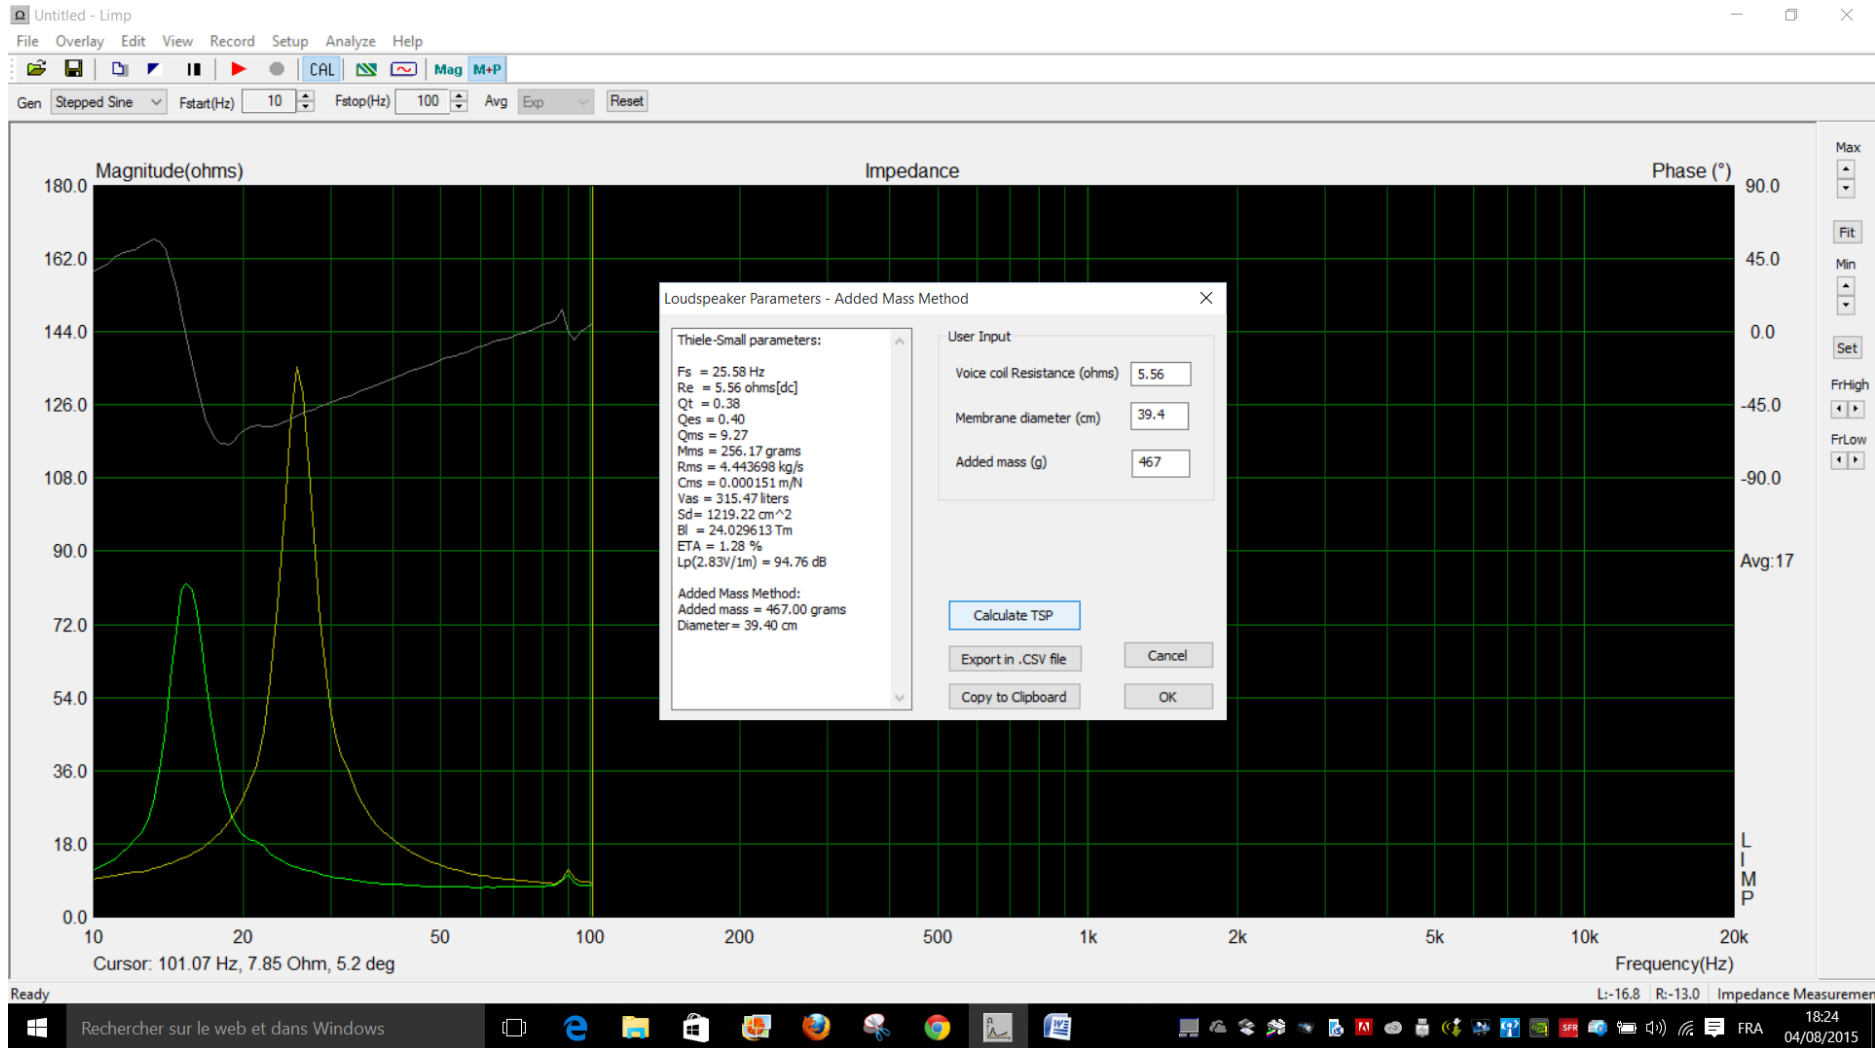 Untitled - Limp
File Overlay Edit View Record Setup Analyze Help
CAL Mag M+P
Gen Stepped Sine Fstart(Hz) 10 Fstop(Hz) 100 Avg Exp Reset
Magnitude(ohms) Impedance Phase (°)
Max
180.0 90.0
Fit
162.0 45.0
Min
144.0 0.0
Set
FrHigh
126.0 -45.0
FrLow
108.0 -90.0
90.0
Avg:17
72.0
54.0
36.0
18.0
0.0
L
I
M
P
10 20 50 100 200 500 1k 2k 5k 10k 20k
Cursor: 101.07 Hz, 7.85 Ohm, 5.2 deg Frequency(Hz)
Loudspeaker Parameters - Added Mass Method
Thiele-Small parameters:
Fs = 25.58 Hz
Re = 5.56 ohms[dc]
Qt = 0.38
Qes = 0.40
Qms = 9.27
Mms = 256.17 grams
Rms = 4.443698 kg/s
Cms = 0.000151 m/N
Vas = 315.47 liters
Sd= 1219.22 cm^2
Bl = 24.029613 Tm
ETA = 1.28 %
Lp(2.83V/1m) = 94.76 dB
Added Mass Method:
Added mass = 467.00 grams
Diameter= 39.40 cm
User Input
Voice coil Resistance (ohms) 5.56
Membrane diameter (cm) 39.4
Added mass (g) 467
Calculate TSP
Export in .CSV file Cancel
Copy to Clipboard OK
Ready L:-16.8 R:-13.0 Impedance Measuremen
Rechercher sur le web et dans Windows
SFR
FRA
18:24
04/08/2015